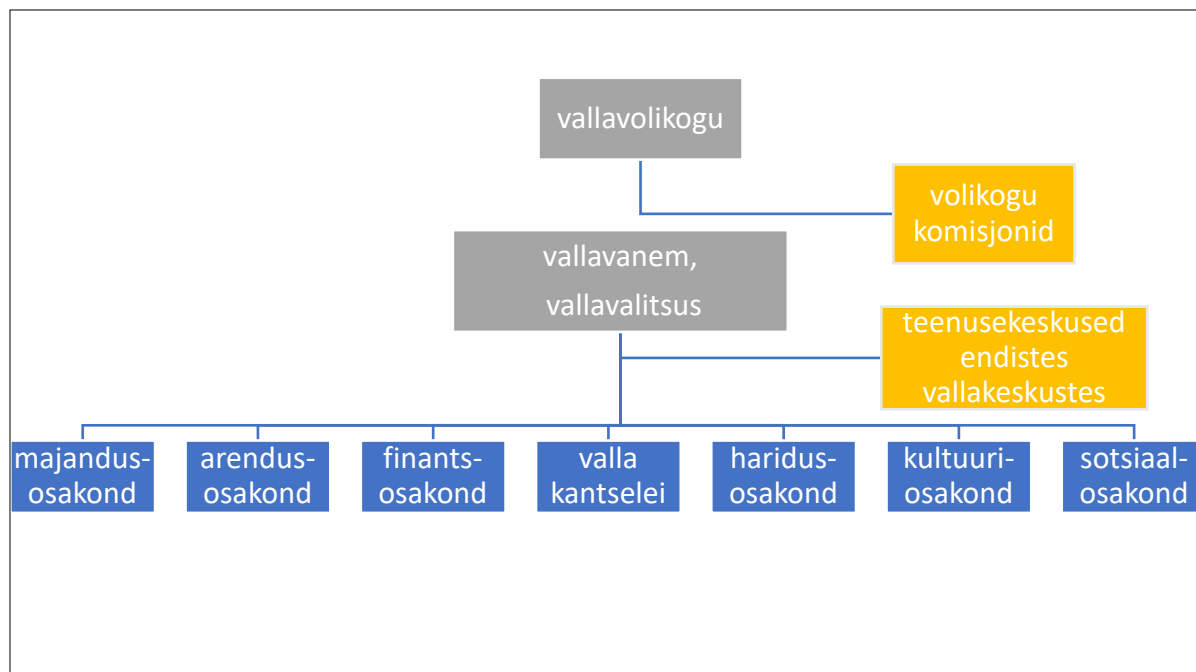 vallavolikogu
volikogu
komisjonid
vallavanem,
vallavalitsus
teenusekeskused
endistes
vallakeskustes
majandus-
osakond
arendus-
osakond
finants-
osakond
valla
kantselei
haridus-
osakond
kultuuri-
osakond
sotsiaal-
osakond